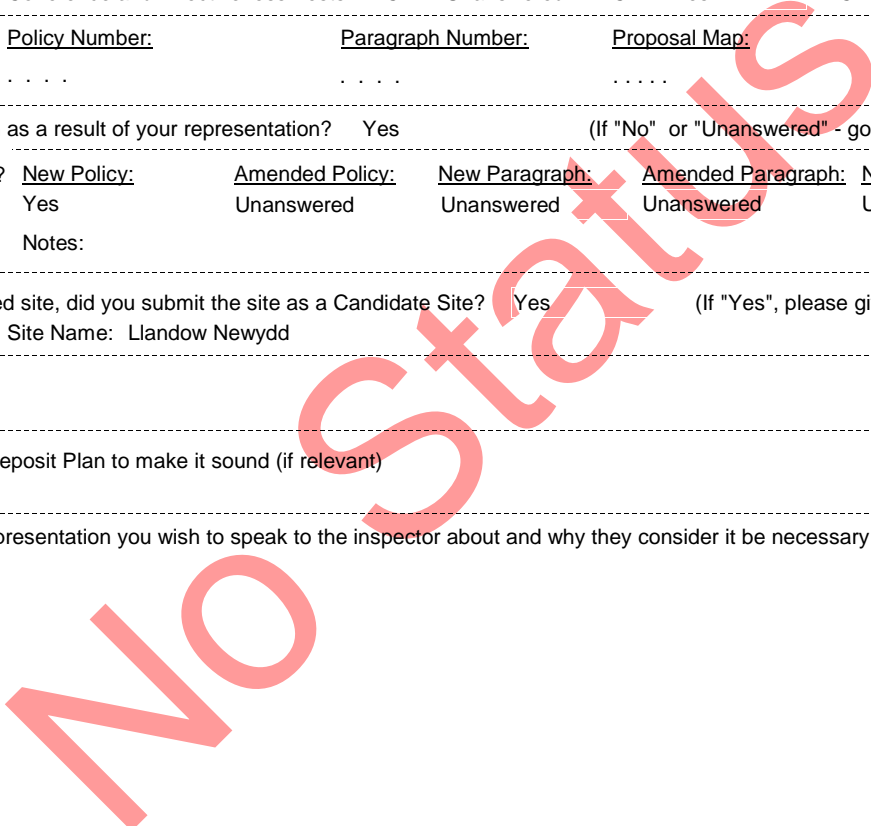 Policy Number: Paragraph Number: Proposal Map:
. . . . . . . . . . . . .
as a result of your representation? Yes (If "No" or "Unanswered" - go
? New Policy: Amended Policy: New Paragraph: Amended Paragraph: N
Yes Unanswered Unanswered Unanswered U
Notes:
ed site, did you submit the site as a Candidate Site? Yes (If "Yes", please gi
Site Name: Llandow Newydd
eposit Plan to make it sound (if relevant)
presentation you wish to speak to the inspector about and why they consider it be necessary
No Status